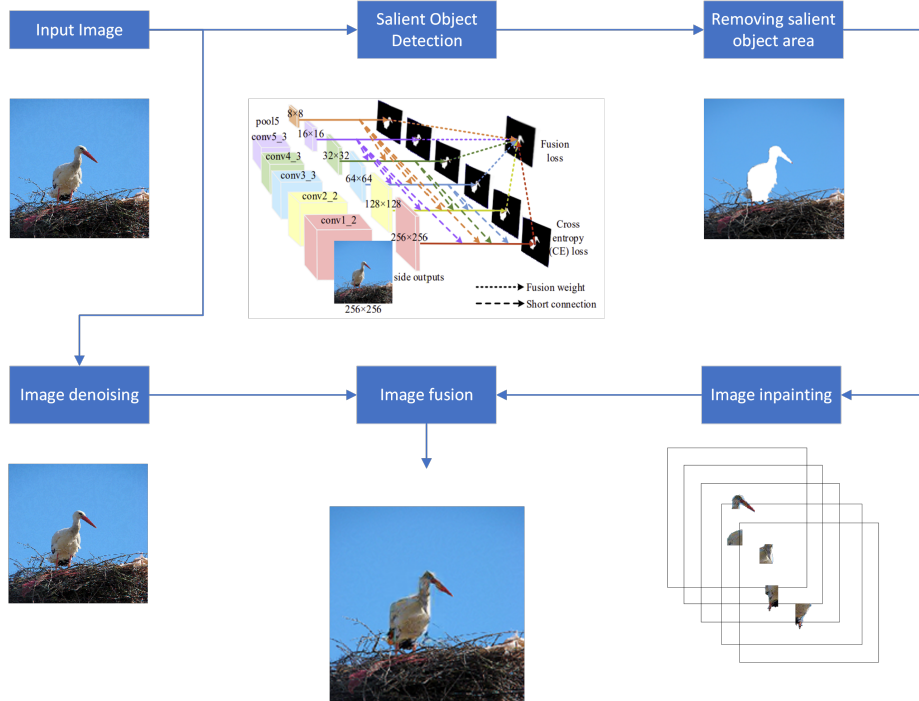 Input Image
Salient Object
Detection
Removing salient
object area
8×8
pool5
16×16
conv5_3
32×32
conv4_3
64×64
conv3_3
128×128
conv2_2
conv1_2
256×256
side outputs
256×256
Fusion
loss
Cross
entropy
(CE) loss
Fusion weight
Short connection
Image denoising
Image fusion
Image inpainting